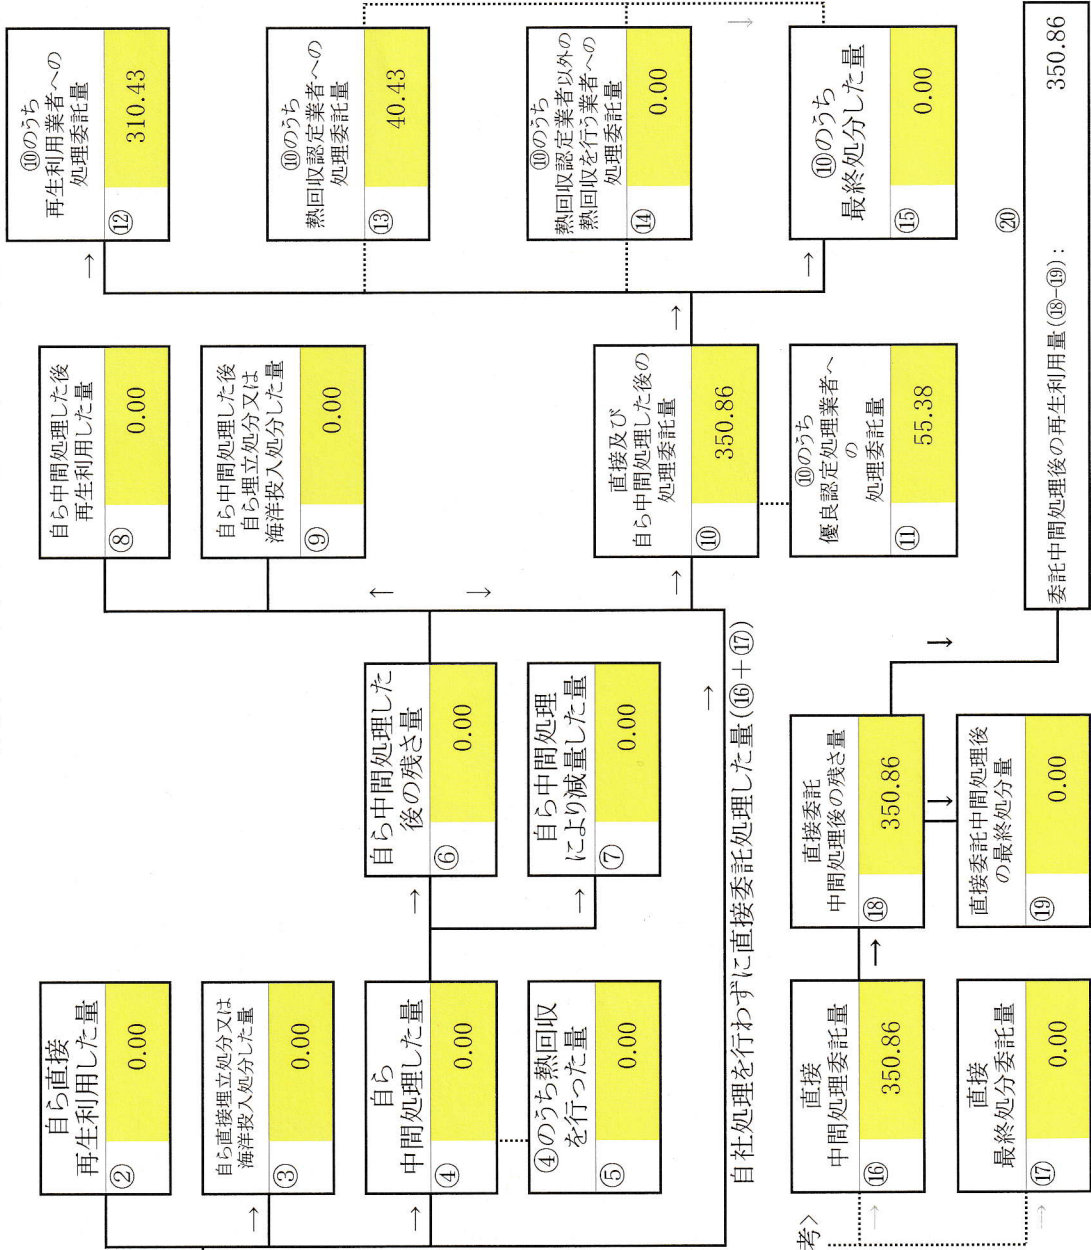 自ら直接
再生利用した量
②
0.00
自ら直接埋立処分又は
海洋投入処分した量
③
0.00
自ら
中間処理した量
④
0.00
④のうち熱回収
を行った量
⑤
0.00
自ら中間処理した
後の残さ量
⑥
0.00
自ら中間処理
により減量した量
⑦
0.00
自ら中間処理した後
再生利用した量
⑧
0.00
自ら中間処理した後
自ら埋立処分又は
海洋投入処分した量
⑨
0.00
直接及び
自ら中間処理した後の
処理委託量
⑩
350.86
⑩のうち
優良認定処理業者へ
の
処理委託量
⑪
55.38
⑩のうち
再生利用業者への
処理委託量
⑫
310.43
⑩のうち
熱回収認定業者への
処理委託量
⑬
40.43
⑩のうち
熱回収認定業者以外の
熱回収を行う業者への
処理委託量
⑭
0.00
⑩のうち
最終処分した量
⑮
0.00
自社処理を行わずに直接委託処理した量(⑯+⑰)
考>
直接
中間処理委託量
⑯
350.86
直接
最終処分委託量
⑰
0.00
直接委託
中間処理後の残さ量
⑱
350.86
直接委託中間処理後
の最終処分量
⑲
0.00
⑳
委託中間処理後の再生利用量(⑱-⑲):
350.86